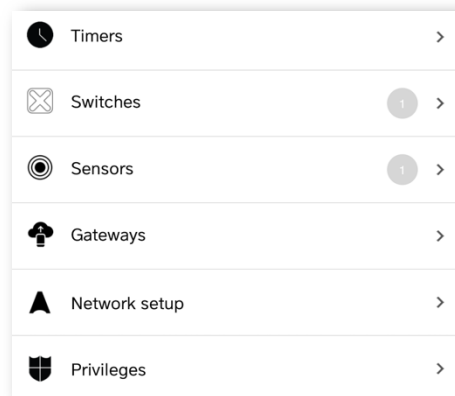 Timers
Switches 1
Sensors 1
Gateways
Network setup
Privileges